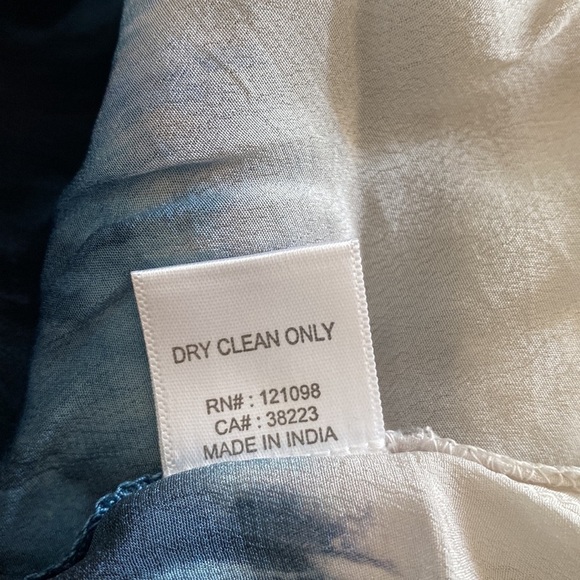 DRY CLEAN ONLY
RN# : 121098
CA# : 38223
MADE IN INDIA